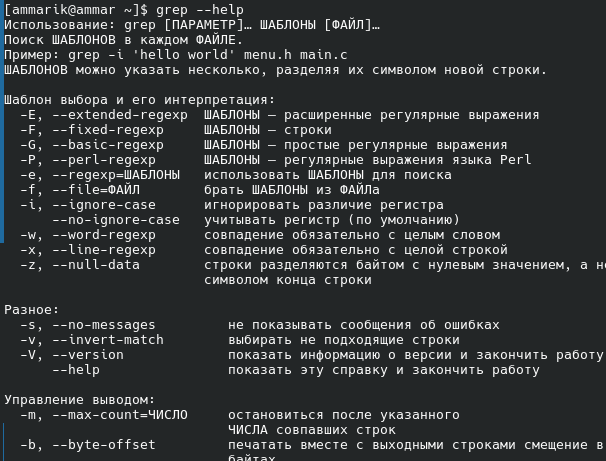 [ammarik@ammar ~]$ grep --help
Использование: grep [ПАРАМЕТР]… ШАБЛОНЫ [ФАЙЛ]…
Поиск ШАБЛОНОВ в каждом ФАЙЛЕ.
Пример: grep -i 'hello world' menu.h main.c
ШАБЛОНОВ можно указать несколько, разделяя их символом новой строки.

Шаблон выбора и его интерпретация:
  -E, --extended-regexp  ШАБЛОНЫ — расширенные регулярные выражения
  -F, --fixed-regexp     ШАБЛОНЫ — строки
  -G, --basic-regexp     ШАБЛОНЫ — простые регулярные выражения
  -P, --perl-regexp      ШАБЛОНЫ — регулярные выражения языка Perl
  -e, --regexp=ШАБЛОНЫ   использовать ШАБЛОНЫ для поиска
  -f, --file=ФАЙЛ        брать ШАБЛОНЫ из ФАЙЛа
  -i, --ignore-case      игнорировать различие регистра
      --no-ignore-case   учитывать регистр (по умолчанию)
  -w, --word-regexp      совпадение обязательно с целым словом
  -x, --line-regexp      совпадение обязательно с целой строкой
  -z, --null-data        строки разделяются байтом с нулевым значением, а не
                         символом конца строки

Разное:
  -s, --no-messages         не показывать сообщения об ошибках
  -v, --invert-match        выбирать не подходящие строки
  -V, --version             показать информацию о версии и закончить работу
      --help                показать эту справку и закончить работу

Управление выводом:
  -m, --max-count=ЧИСЛО     остановиться после указанного
                            ЧИСЛА совпавших строк
  -b, --byte-offset         печатать вместе с выходными строками смещение в
                            байтах